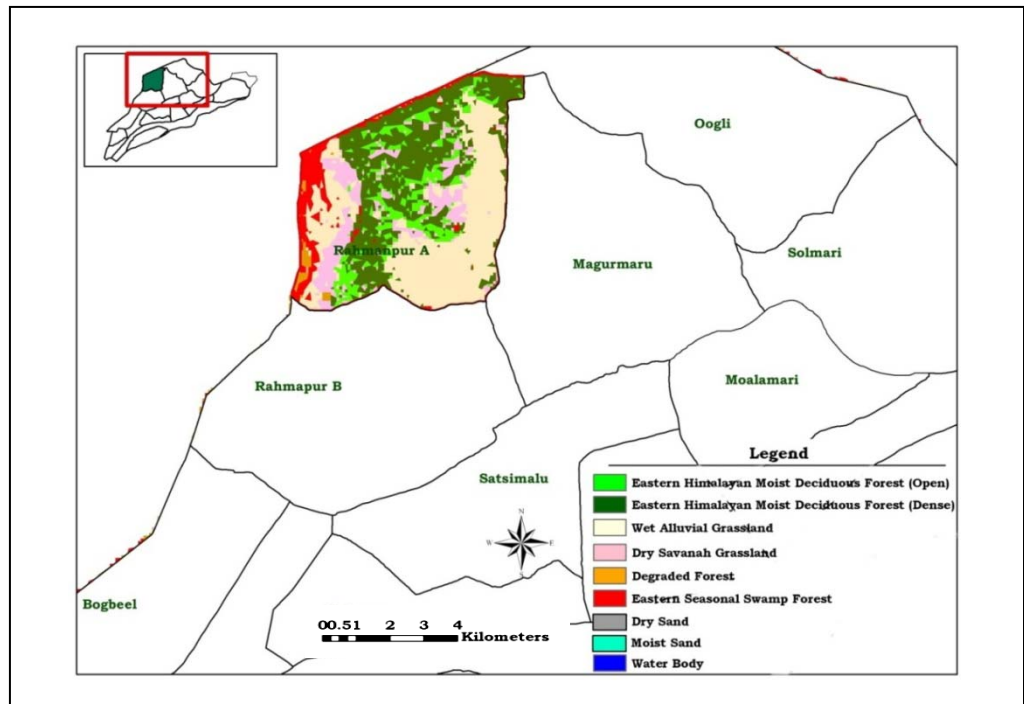 Oogli
Rahmanpur A
Magurmaru
Solmari
Rahmapur B
Moalamari
Satsimalu
Bogbeel
Legend
Eastern Himalayan Moist Deciduous Forest (Open)
Eastern Himalayan Moist Deciduous Forest (Dense)
Wet Alluvial Grassland
Dry Savanah Grassland
Degraded Forest
Eastern Seasonal Swamp Forest
Dry Sand
Moist Sand
Water Body
N
W E
S
00.51 2 3 4
Kilometers